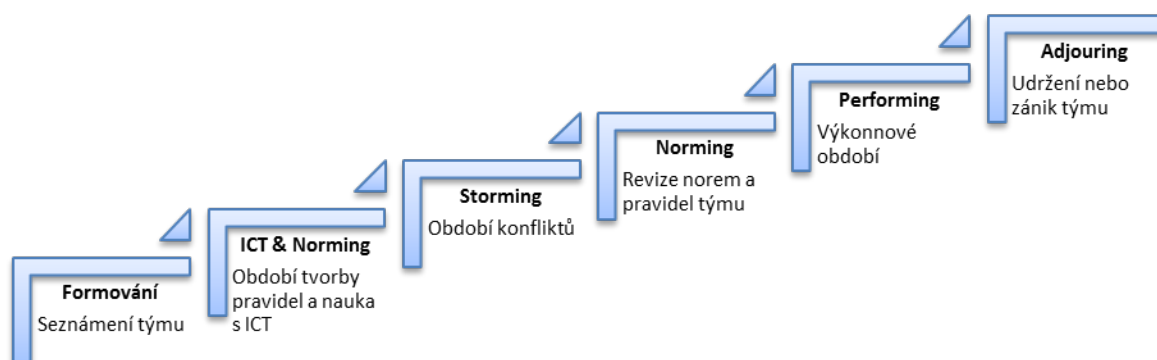 Formování
Seznámení týmu
ICT & Norming
Období tvorby
pravidel a nauka
s ICT
Storming
Období konfliktů
Norming
Revize norem a
pravidel týmu
Performing
Výkonnové
období
Adjouring
Udržení nebo
zánik týmu